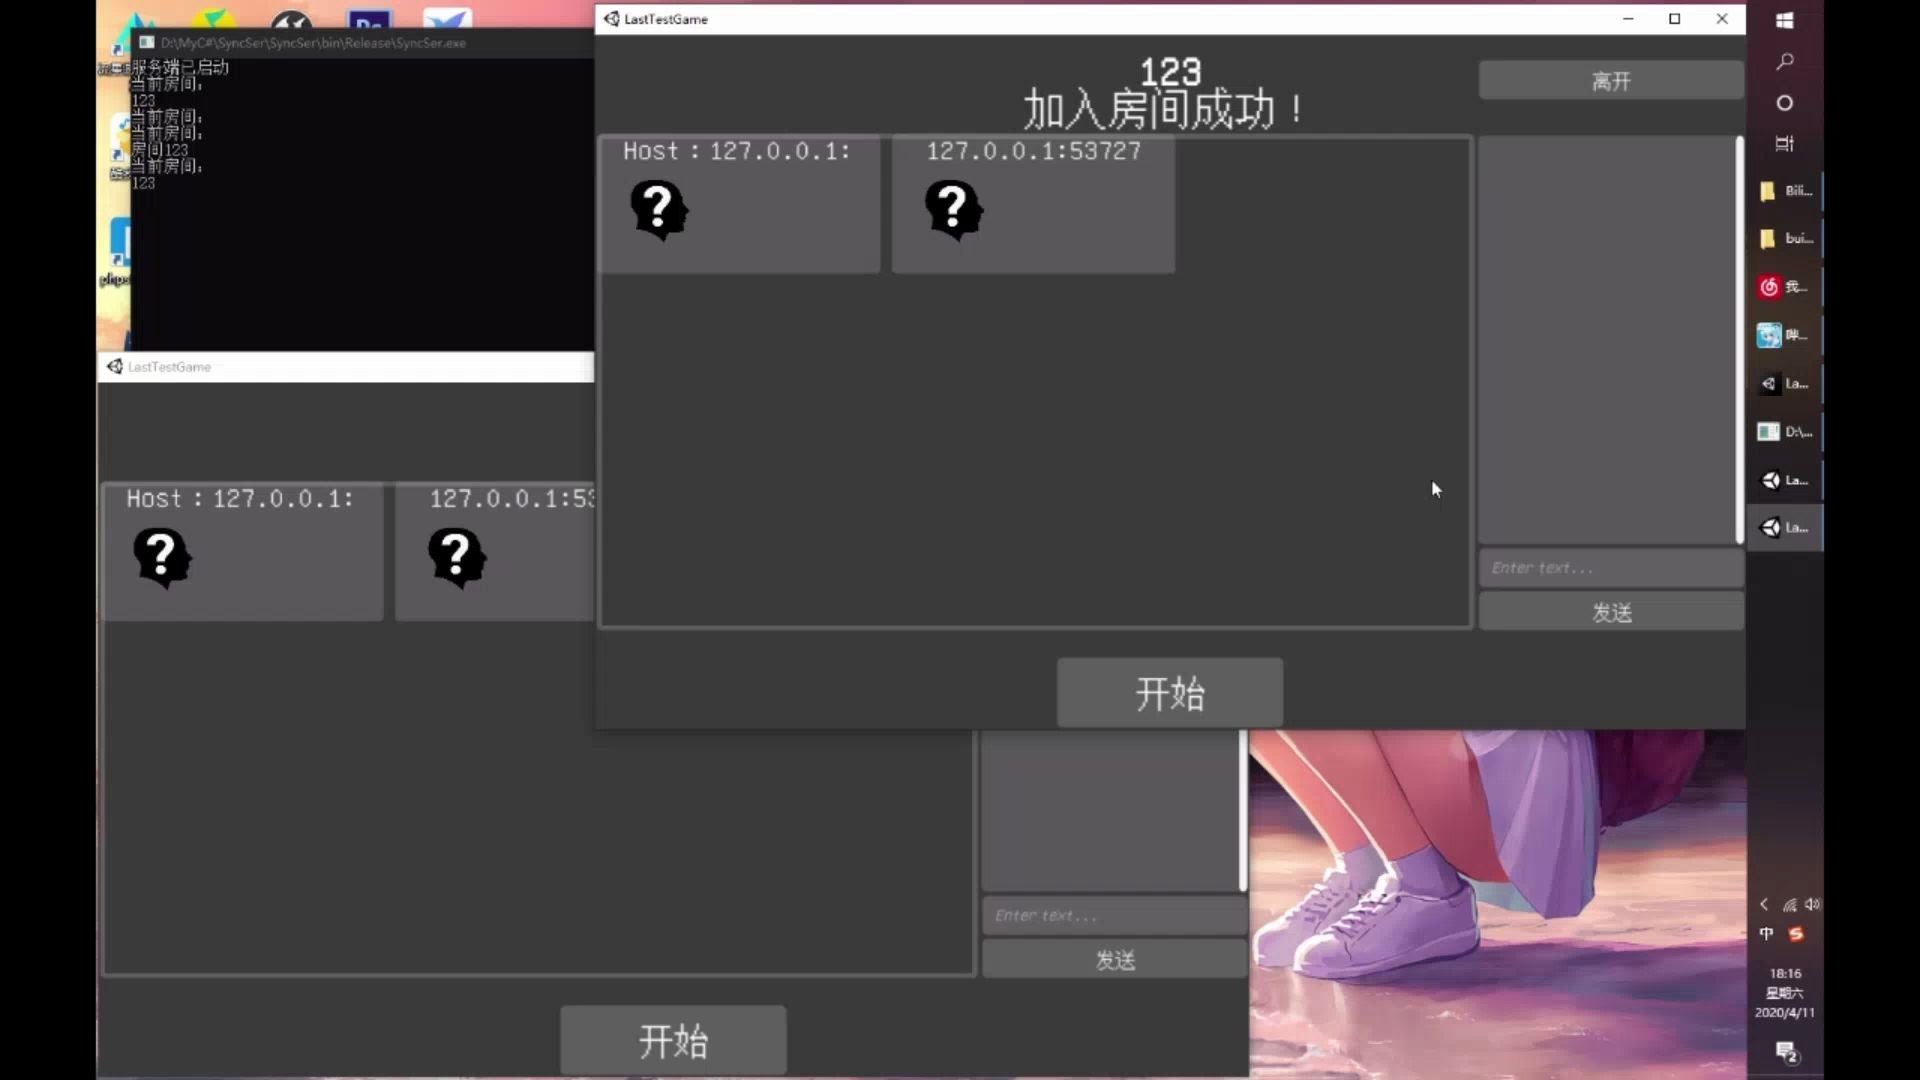 D:\MyC#\SyncSer\SyncSer\bin\Release\SyncSer.exe
服务端已启动
当前房间:
123
当前房间:
当前房间:
房间123
当前房间:
123
LastTestGame
123
加入房间成功！
离开
Host：127.0.0.1:
127.0.0.1:53727
Enter text...
发送
开始
LastTestGame
Host：127.0.0.1:
127.0.0.1:53
Enter text...
发送
开始
Bili...
bui...
我...
哔...
La...
D:\...
La...
La...
中
18:16
星期六
2020/4/11
2